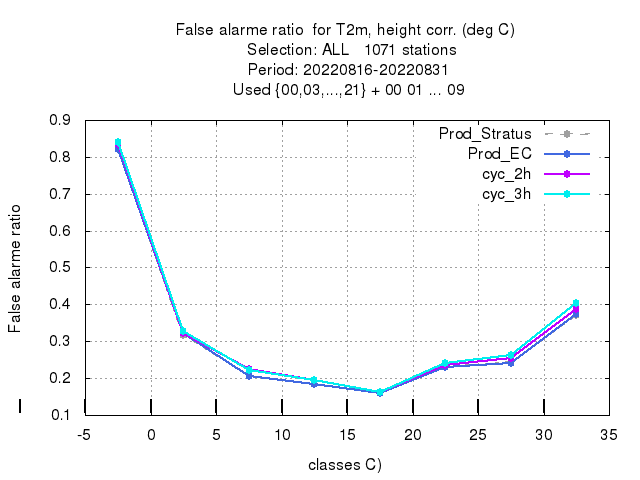 False alarme ratio  for T2m, height corr. (deg C)
Selection: ALL   1071 stations
Period: 20220816-20220831
Used {00,03,...,21} + 00 01 ... 09
False alarme ratio
0.9
0.8
0.7
0.6
0.5
0.4
0.3
0.2
0.1
Prod_Stratus
Prod_EC
cyc_2h
cyc_3h
-5 0 5 10 15 20 25 30 35
classes C)